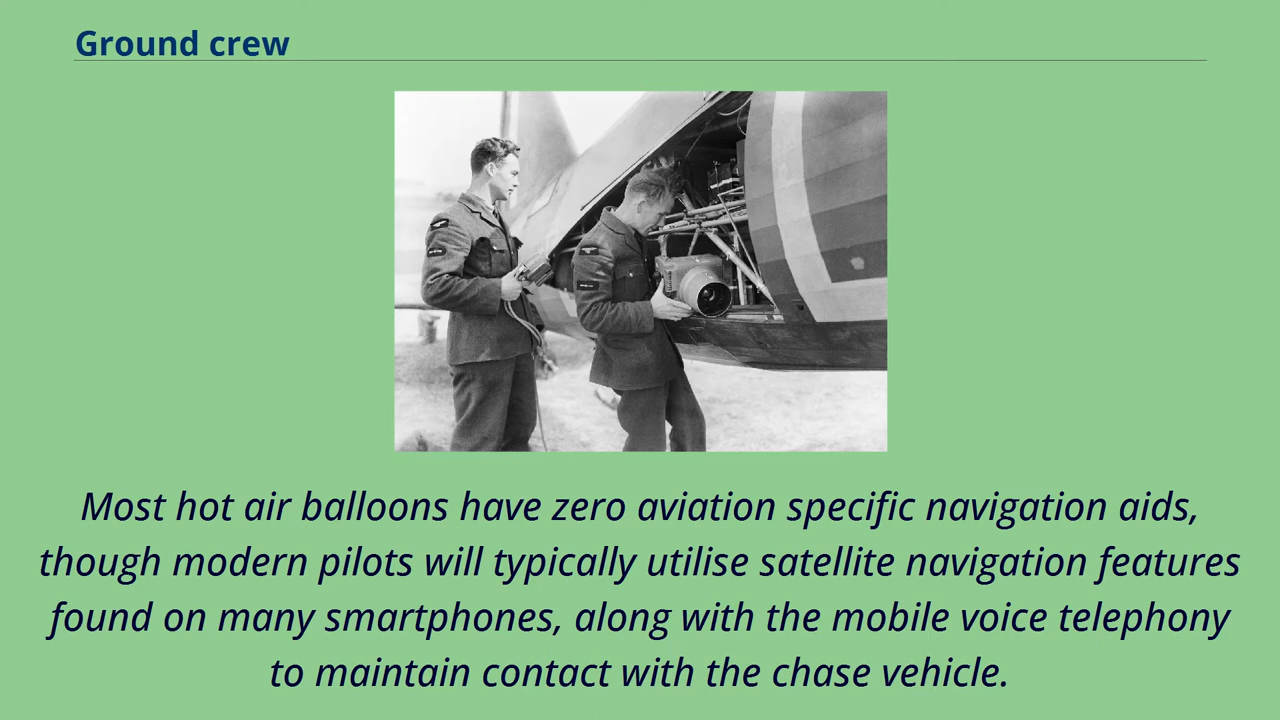 Ground crew
Most hot air balloons have zero aviation specific navigation aids,
though modern pilots will typically utilise satellite navigation features
found on many smartphones, along with the mobile voice telephony
to maintain contact with the chase vehicle.